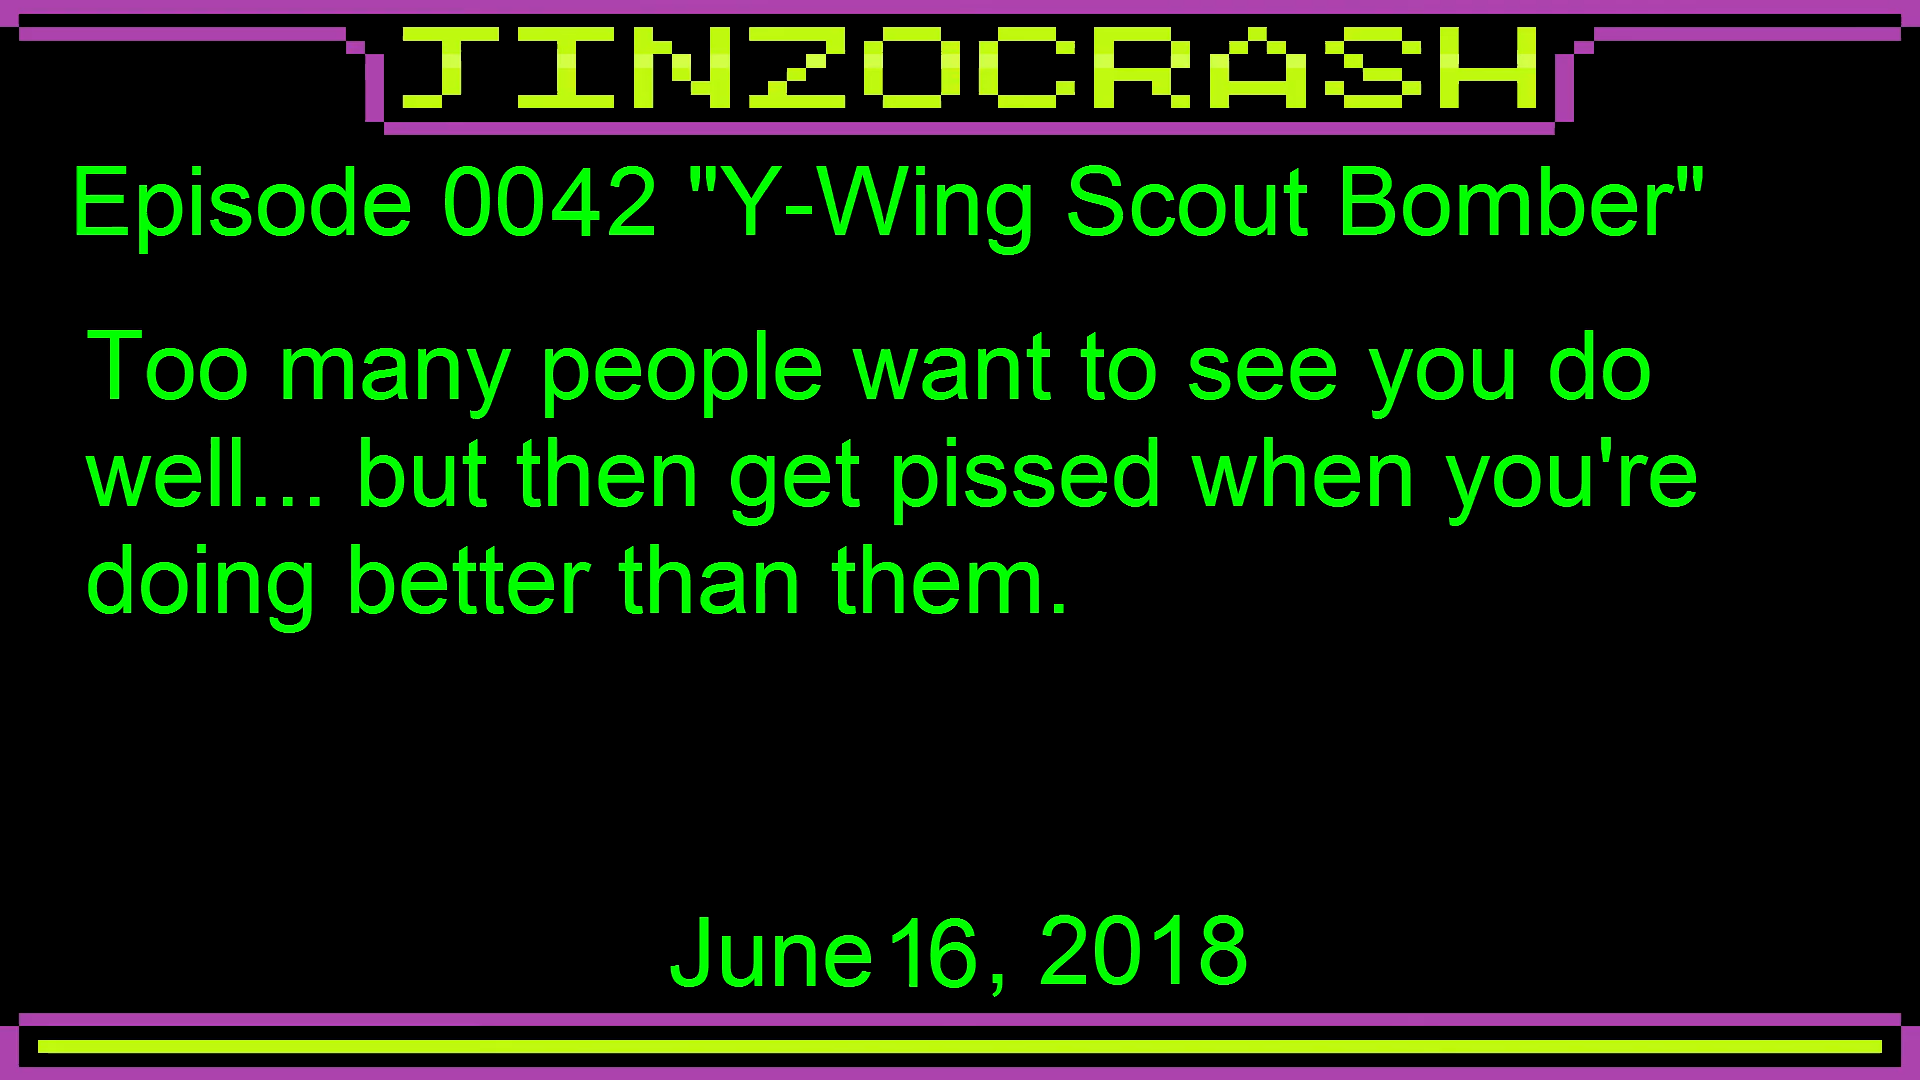 JINZOCRASH
Episode 0042 "Y-Wing Scout Bomber"
Too many people want to see you do
well... but then get pissed when you're
doing better than them.
June 16, 2018